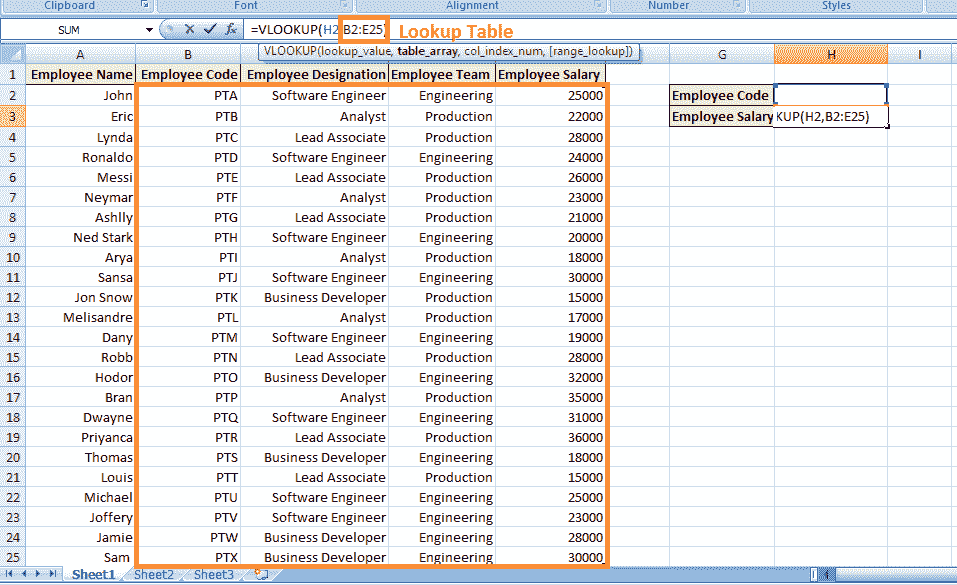 Clipboard Font Alignment Number Styles
SUM =VLOOKUP(H2,B2:E25) Lookup Table
VLOOKUP(lookup_value, table_array, col_index_num, [range_lookup])
A B C D E F G H I
1 Employee Name Employee Code Employee Designation Employee Team Employee Salary
2 John PTA Software Engineer Engineering 25000 Employee Code
3 Eric PTB Analyst Production 22000 Employee Salary KUP(H2,B2:E25)
4 Lynda PTC Lead Associate Production 28000
5 Ronaldo PTD Software Engineer Engineering 24000
6 Messi PTE Lead Associate Production 26000
7 Neymar PTF Analyst Production 23000
8 Ashlly PTG Lead Associate Production 21000
9 Ned Stark PTH Software Engineer Engineering 20000
10 Arya PTI Analyst Production 18000
11 Sansa PTJ Software Engineer Engineering 30000
12 Jon Snow PTK Business Developer Production 15000
13 Melisandre PTL Analyst Production 17000
14 Dany PTM Software Engineer Engineering 19000
15 Robb PTN Lead Associate Production 28000
16 Hodor PTO Business Developer Engineering 32000
17 Bran PTP Analyst Production 35000
18 Dwayne PTQ Software Engineer Engineering 31000
19 Priyanca PTR Lead Associate Production 36000
20 Thomas PTS Business Developer Engineering 18000
21 Louis PTT Lead Associate Production 15000
22 Michael PTU Software Engineer Engineering 25000
23 Joffery PTV Software Engineer Engineering 23000
24 Jamie PTW Business Developer Engineering 28000
25 Sam PTX Business Developer Engineering 30000
Sheet1 Sheet2 Sheet3